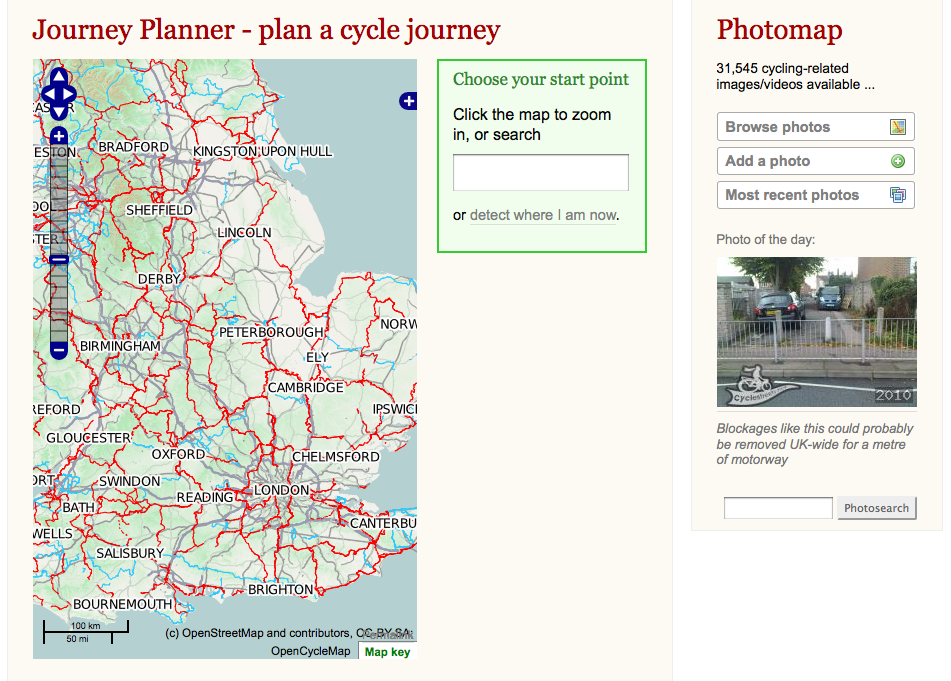 Journey Planner - plan a cycle journey
BRADFORD
KINGSTON UPON HULL
ESTON
SHEFFIELD
LINCOLN
DERBY
PETERBOROUGH
NORW
BIRMINGHAM
ELY
CAMBRIDGE
REFORD
IPSWIC
GLOUCESTER
OXFORD
CHELMSFORD
SWINDON
READING
LONDON
BATH
CANTERBU
WELLS
SALISBURY
BRIGHTON
BOURNEMOUTH
100 km
50 mi
(c) OpenStreetMap and contributors, CC-BY-SA;
Permalink
OpenCycleMap
Map key
Choose your start point
Click the map to zoom
in, or search
or detect where I am now.
Photomap
31,545 cycling-related
images/videos available ...
Browse photos
Add a photo
Most recent photos
Photo of the day:
Cyclestreets
2010
Blockages like this could probably
be removed UK-wide for a metre
of motorway
Photosearch